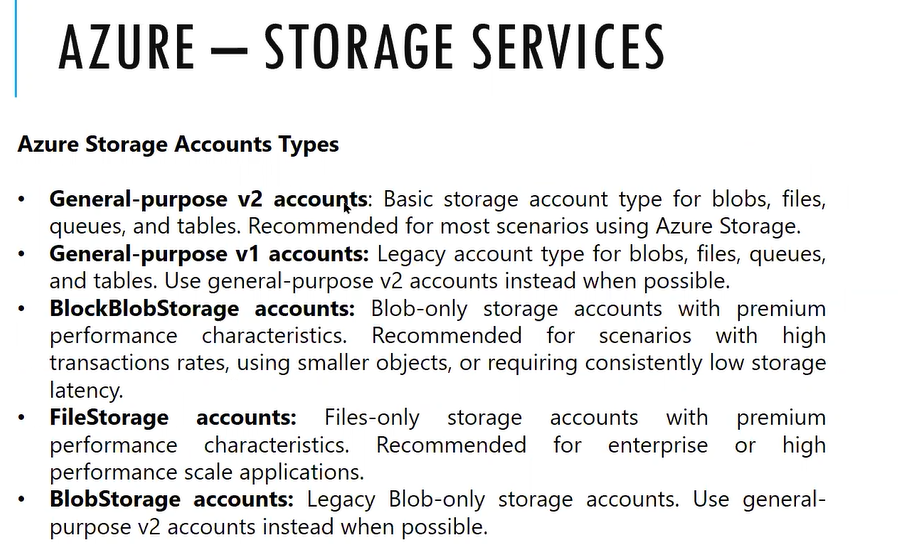 AZURE – STORAGE SERVICES
Azure Storage Accounts Types
• General-purpose v2 accounts: Basic storage account type for blobs, files,
queues, and tables. Recommended for most scenarios using Azure Storage.
• General-purpose v1 accounts: Legacy account type for blobs, files, queues,
and tables. Use general-purpose v2 accounts instead when possible.
• BlockBlobStorage accounts: Blob-only storage accounts with premium
performance characteristics. Recommended for scenarios with high
transactions rates, using smaller objects, or requiring consistently low storage
latency.
• FileStorage accounts: Files-only storage accounts with premium
performance characteristics. Recommended for enterprise or high
performance scale applications.
• BlobStorage accounts: Legacy Blob-only storage accounts. Use general-
purpose v2 accounts instead when possible.